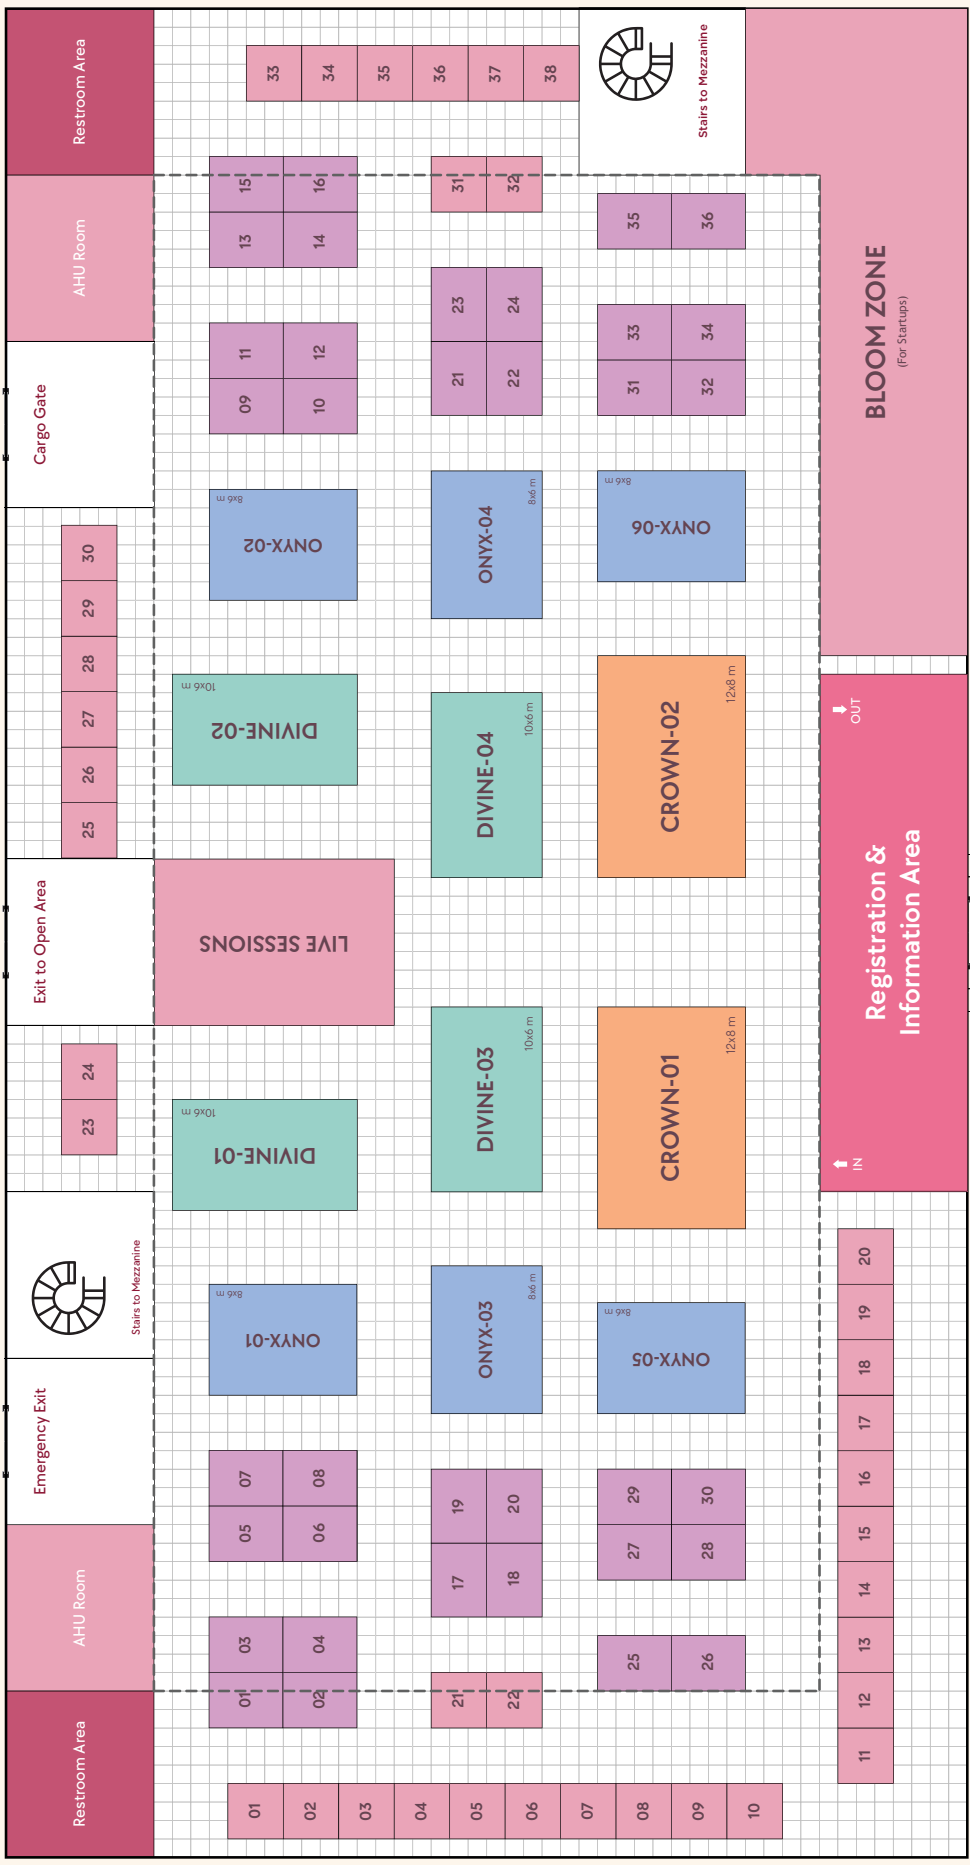 Restroom Area
33
34
35
36
37
38
Stairs to Mezzanine
AHU Room
15
16
13
14
31
32
35
36
BLOOM ZONE
(For Startups)
Cargo Gate
11
12
09
10
23
24
21
22
33
34
31
32
8x6 m
ONYX-02
8x6 m
ONYX-04
8x6 m
ONYX-06
30
29
28
27
26
25
10x6 m
DIVINE-02
10x6 m
DIVINE-04
12x8 m
CROWN-02
OUT
Registration &
Information Area
IN
Exit to Open Area
LIVE SESSIONS
24
23
10x6 m
DIVINE-01
10x6 m
DIVINE-03
12x8 m
CROWN-01
Stairs to Mezzanine
8x6 m
ONYX-01
8x6 m
ONYX-03
8x6 m
ONYX-05
20
19
18
17
16
15
14
13
12
11
Emergency Exit
07
08
05
06
19
20
17
18
29
30
27
28
AHU Room
03
04
01
02
21
22
25
26
Restroom Area
01
02
03
04
05
06
07
08
09
10